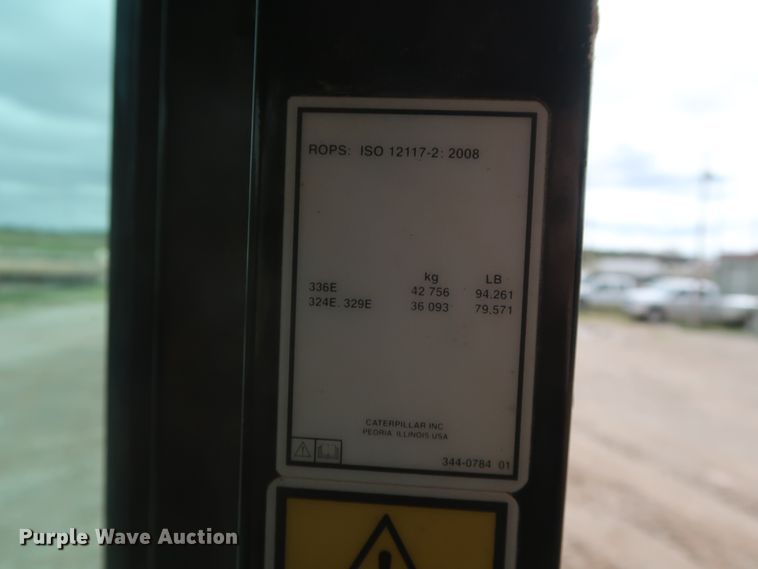 ROPS: ISO 12117-2: 2008
kg LB
336E 42 756 94,261
324E, 329E 36 093 79,571
CATERPILLAR INC
PEORIA, ILLINOIS USA
344-0784 01
Purple Wave Auction